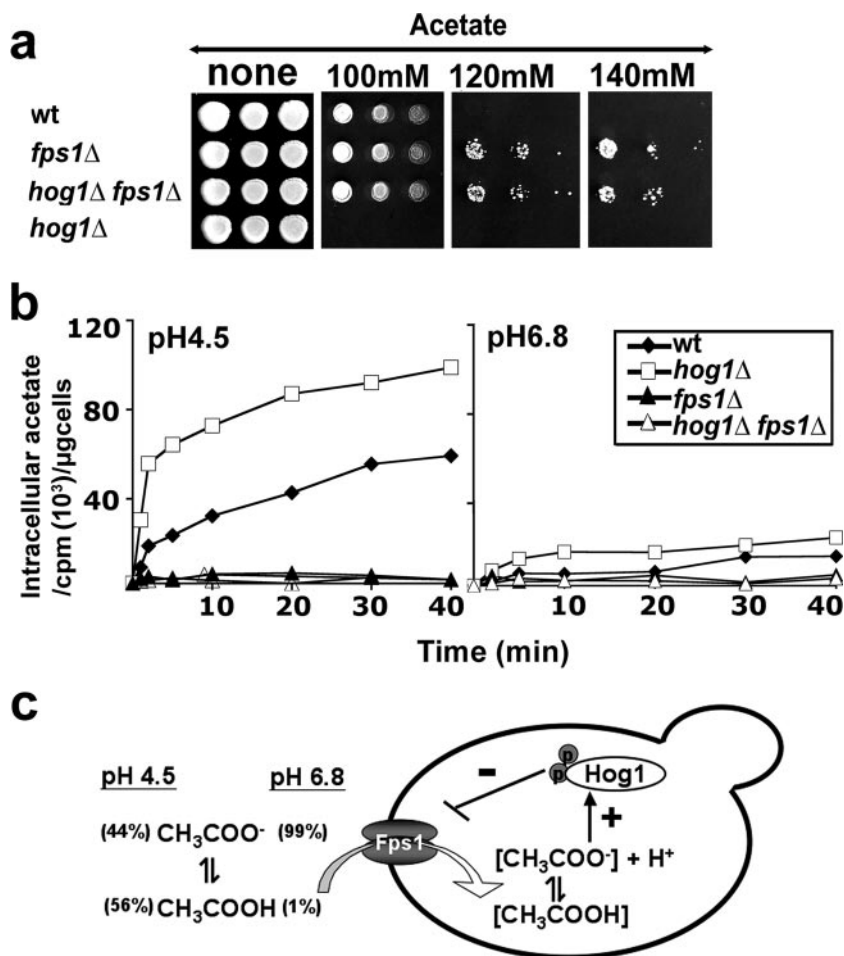 a
Acetate
none 100mM 120mM 140mM
wt
fps1Δ
hog1Δ fps1Δ
hog1Δ
b
Intracellular acetate
/cpm (10³)/μgcells
120
80
40
pH4.5
pH6.8
wt
hog1Δ
fps1Δ
hog1Δ fps1Δ
10 20 30 40
10 20 30 40
Time (min)
c
pH 4.5 pH 6.8
(44%) CH₃COO⁻ (99%)
⇌
(56%) CH₃COOH (1%)
Fps1
-
p
p
Hog1
+
[CH₃COO⁻] + H⁺
⇌
[CH₃COOH]